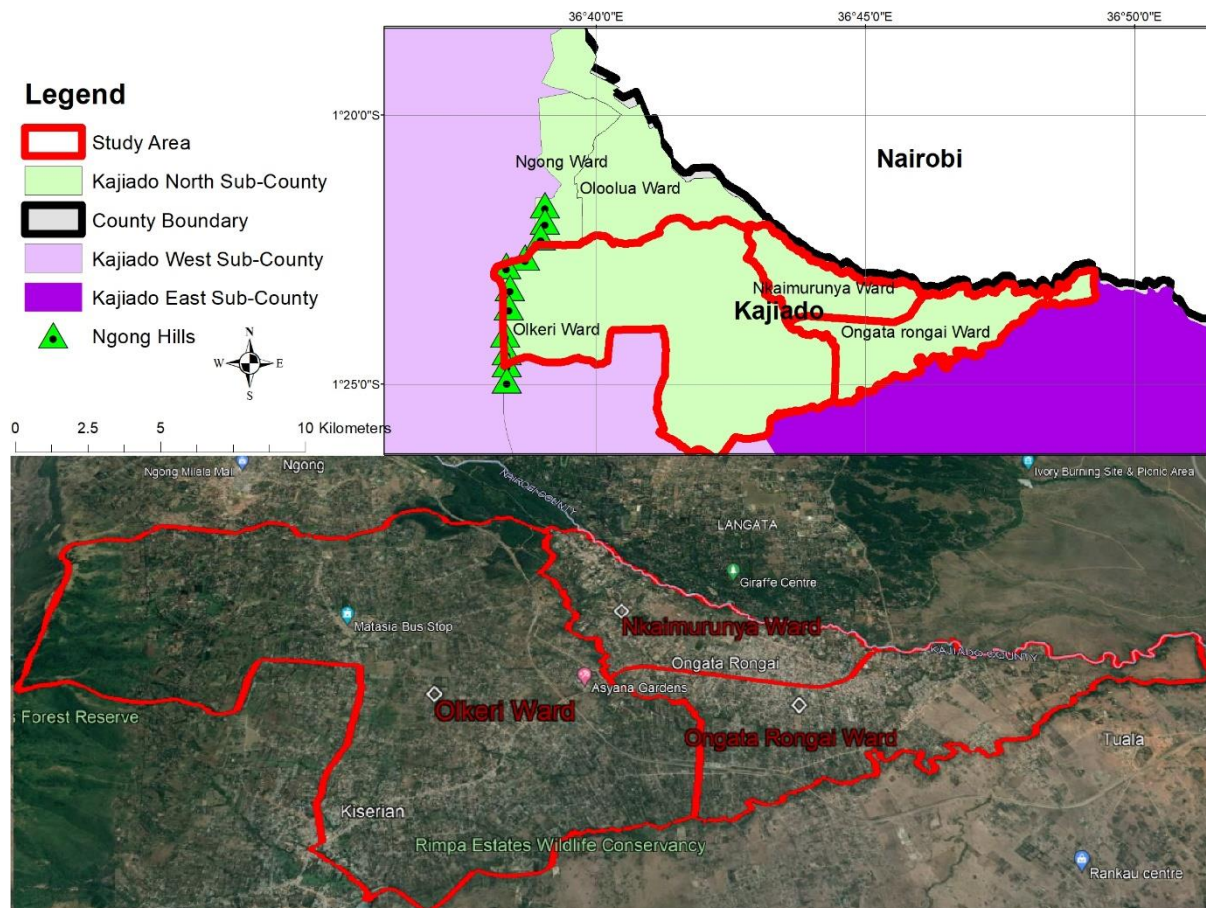 36°40'0"E
36°45'0"E
36°50'0"E
Legend
Study Area
Kajiado North Sub-County
County Boundary
Kajiado West Sub-County
Kajiado East Sub-County
Ngong Hills
N
W
E
S
0
2.5
5
10 Kilometers
1°20'0"S
1°25'0"S
Nairobi
Ngong Ward
Oloolua Ward
Nkaimurunya Ward
Kajiado
Olkeri Ward
Ongata rongai Ward
Ngong Milele Mall
Ngong
NAIROBI COUNTY
Ivory Burning Site & Picnic Area
LANGATA
Giraffe Centre
Matasia Bus Stop
Nkaimurunya Ward
KAJIADO COUNTY
Ongata Rongai
Asyana Gardens
s Forest Reserve
Olkeri Ward
Ongata Rongai Ward
Tuala
Kiserian
Rimpa Estates Wildlife Conservancy
Rankau centre